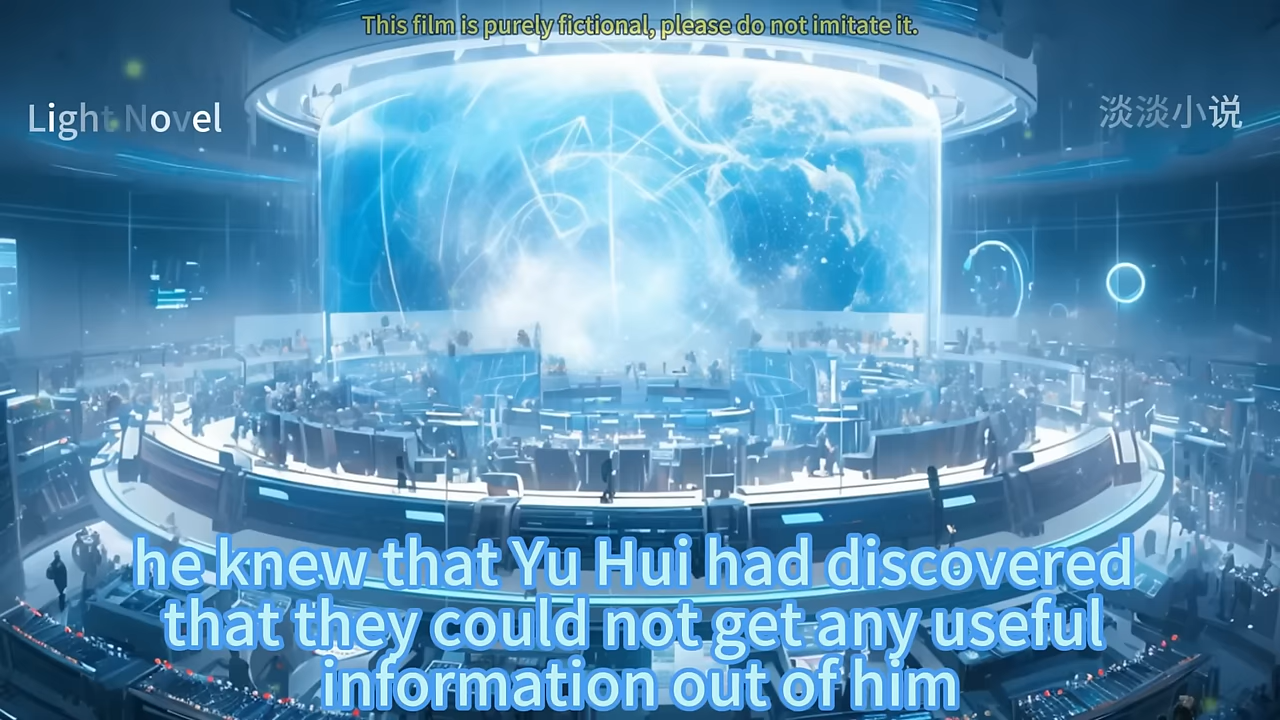 This film is purely fictional, please do not imitate it.
Light Novel
淡淡小说
he knew that Yu Hui had discovered
that they could not get any useful
information out of him